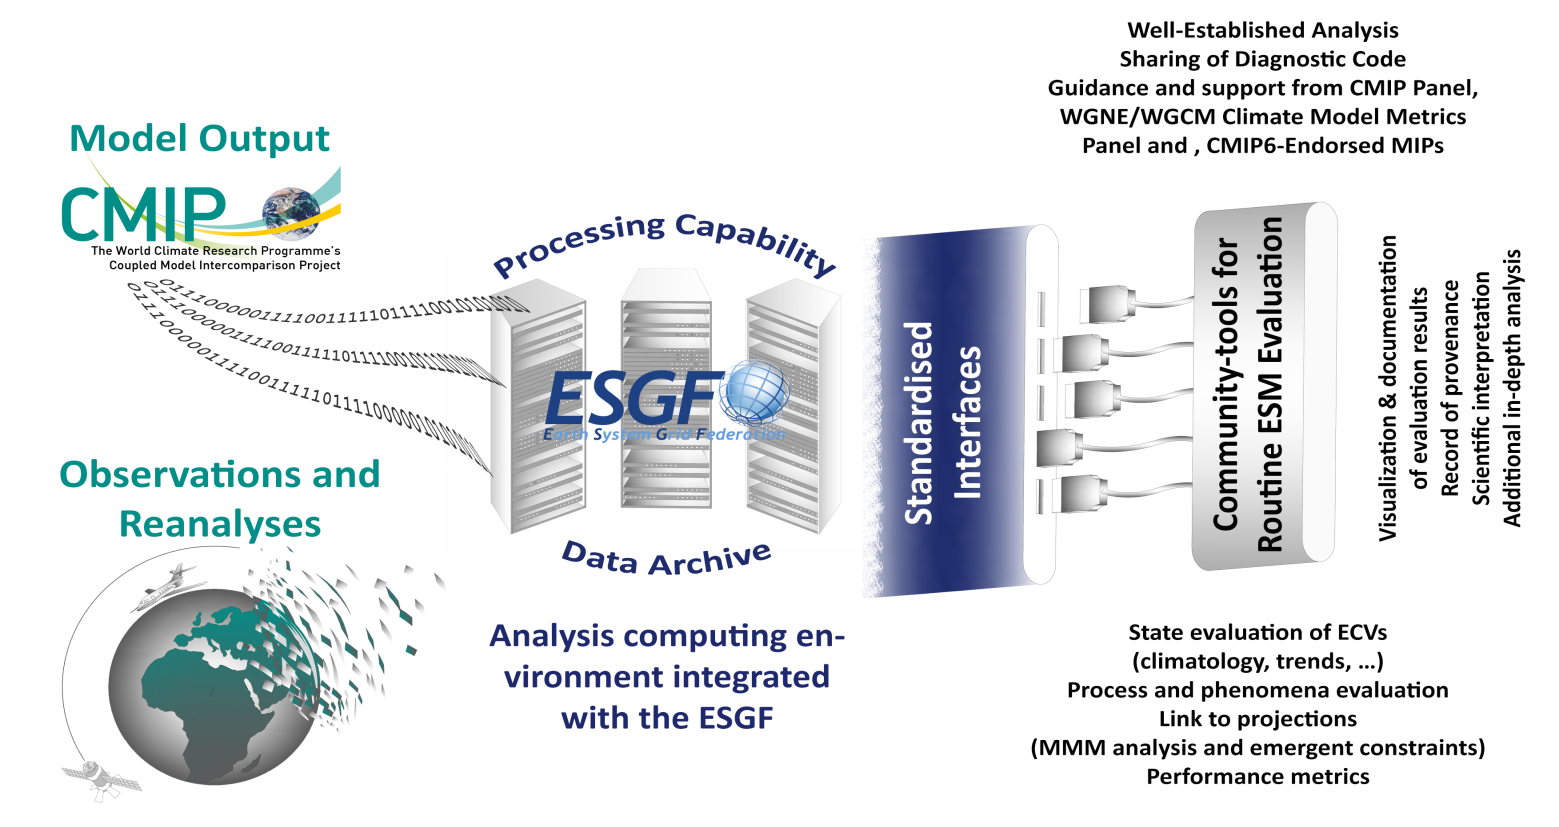 Well-Established Analysis
Sharing of Diagnostic Code
Guidance and support from CMIP Panel,
WGNE/WGCM Climate Model Metrics
Panel and , CMIP6-Endorsed MIPs
Model Output
CMIP
The World Climate Research Programme's
Coupled Model Intercomparison Project
Observations and
Reanalyses
Processing Capability
ESGF
Earth System Grid Federation
Data Archive
Analysis computing en-
vironment integrated
with the ESGF
Standardised
Interfaces
Community-tools for
Routine ESM Evaluation
Visualization & documentation
of evaluation results
Record of provenance
Scientific interpretation
Additional in-depth analysis
State evaluation of ECVs
(climatology, trends, ...)
Process and phenomena evaluation
Link to projections
(MMM analysis and emergent constraints)
Performance metrics